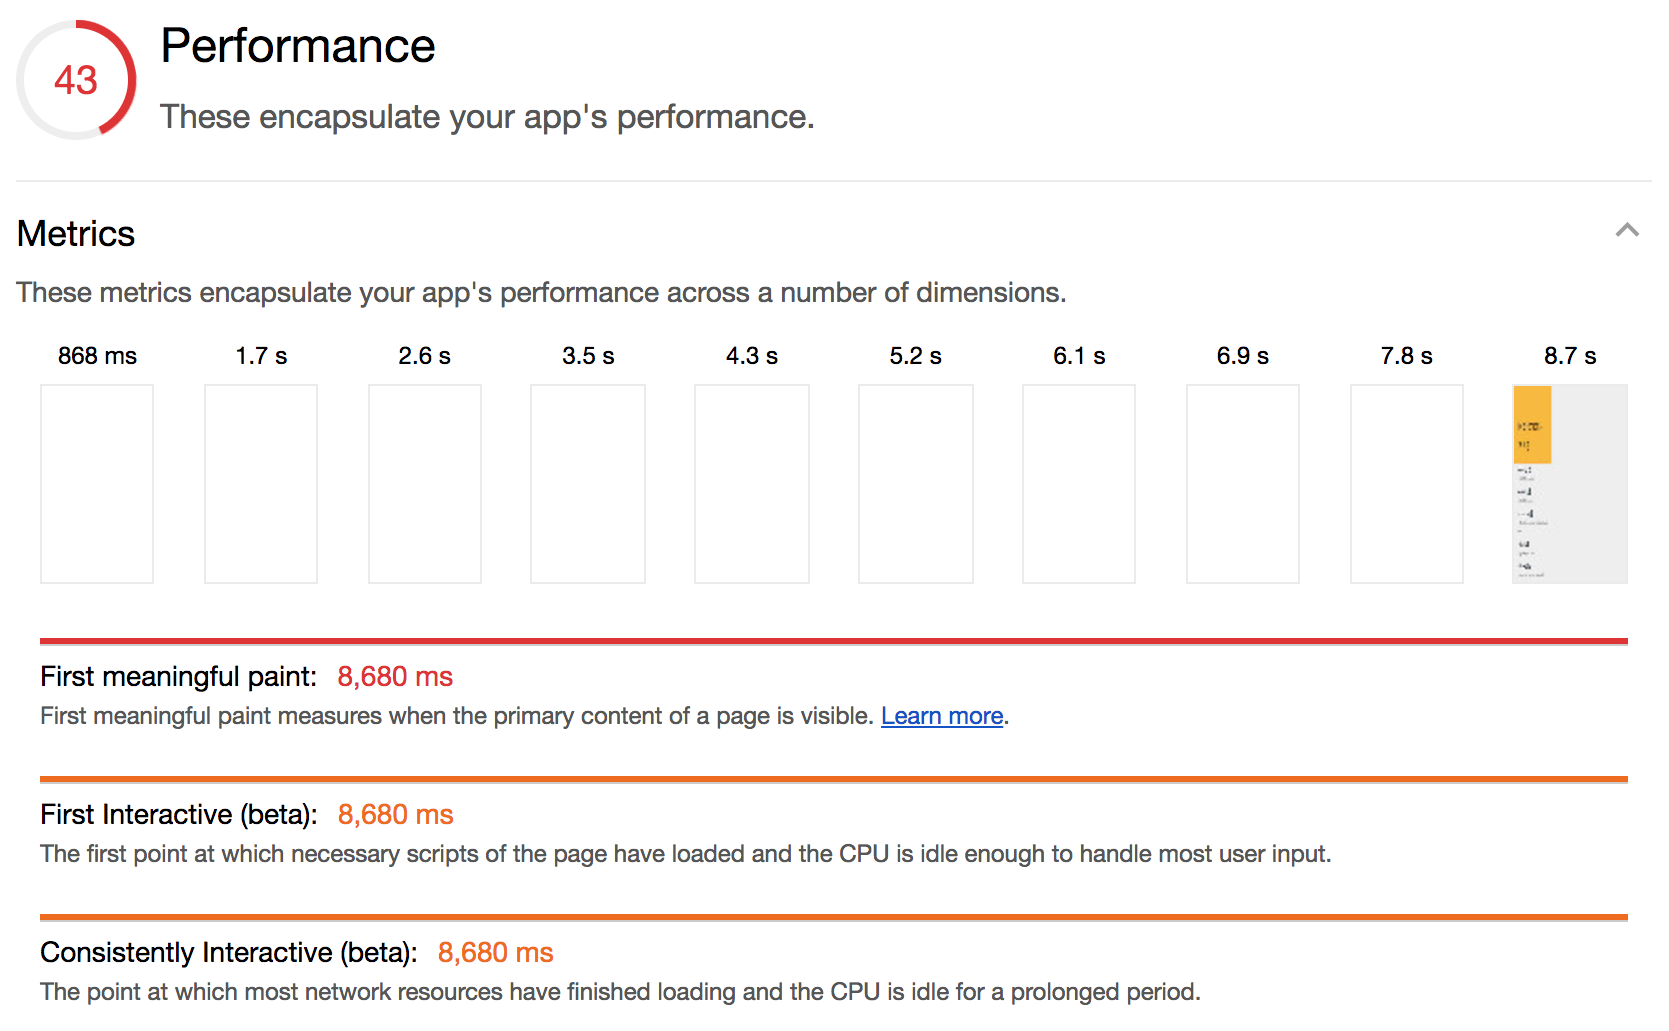 43
Performance
These encapsulate your app's performance.
Metrics
These metrics encapsulate your app's performance across a number of dimensions.
868 ms 1.7 s 2.6 s 3.5 s 4.3 s 5.2 s 6.1 s 6.9 s 7.8 s 8.7 s
First meaningful paint: 8,680 ms
First meaningful paint measures when the primary content of a page is visible. Learn more.
First Interactive (beta): 8,680 ms
The first point at which necessary scripts of the page have loaded and the CPU is idle enough to handle most user input.
Consistently Interactive (beta): 8,680 ms
The point at which most network resources have finished loading and the CPU is idle for a prolonged period.